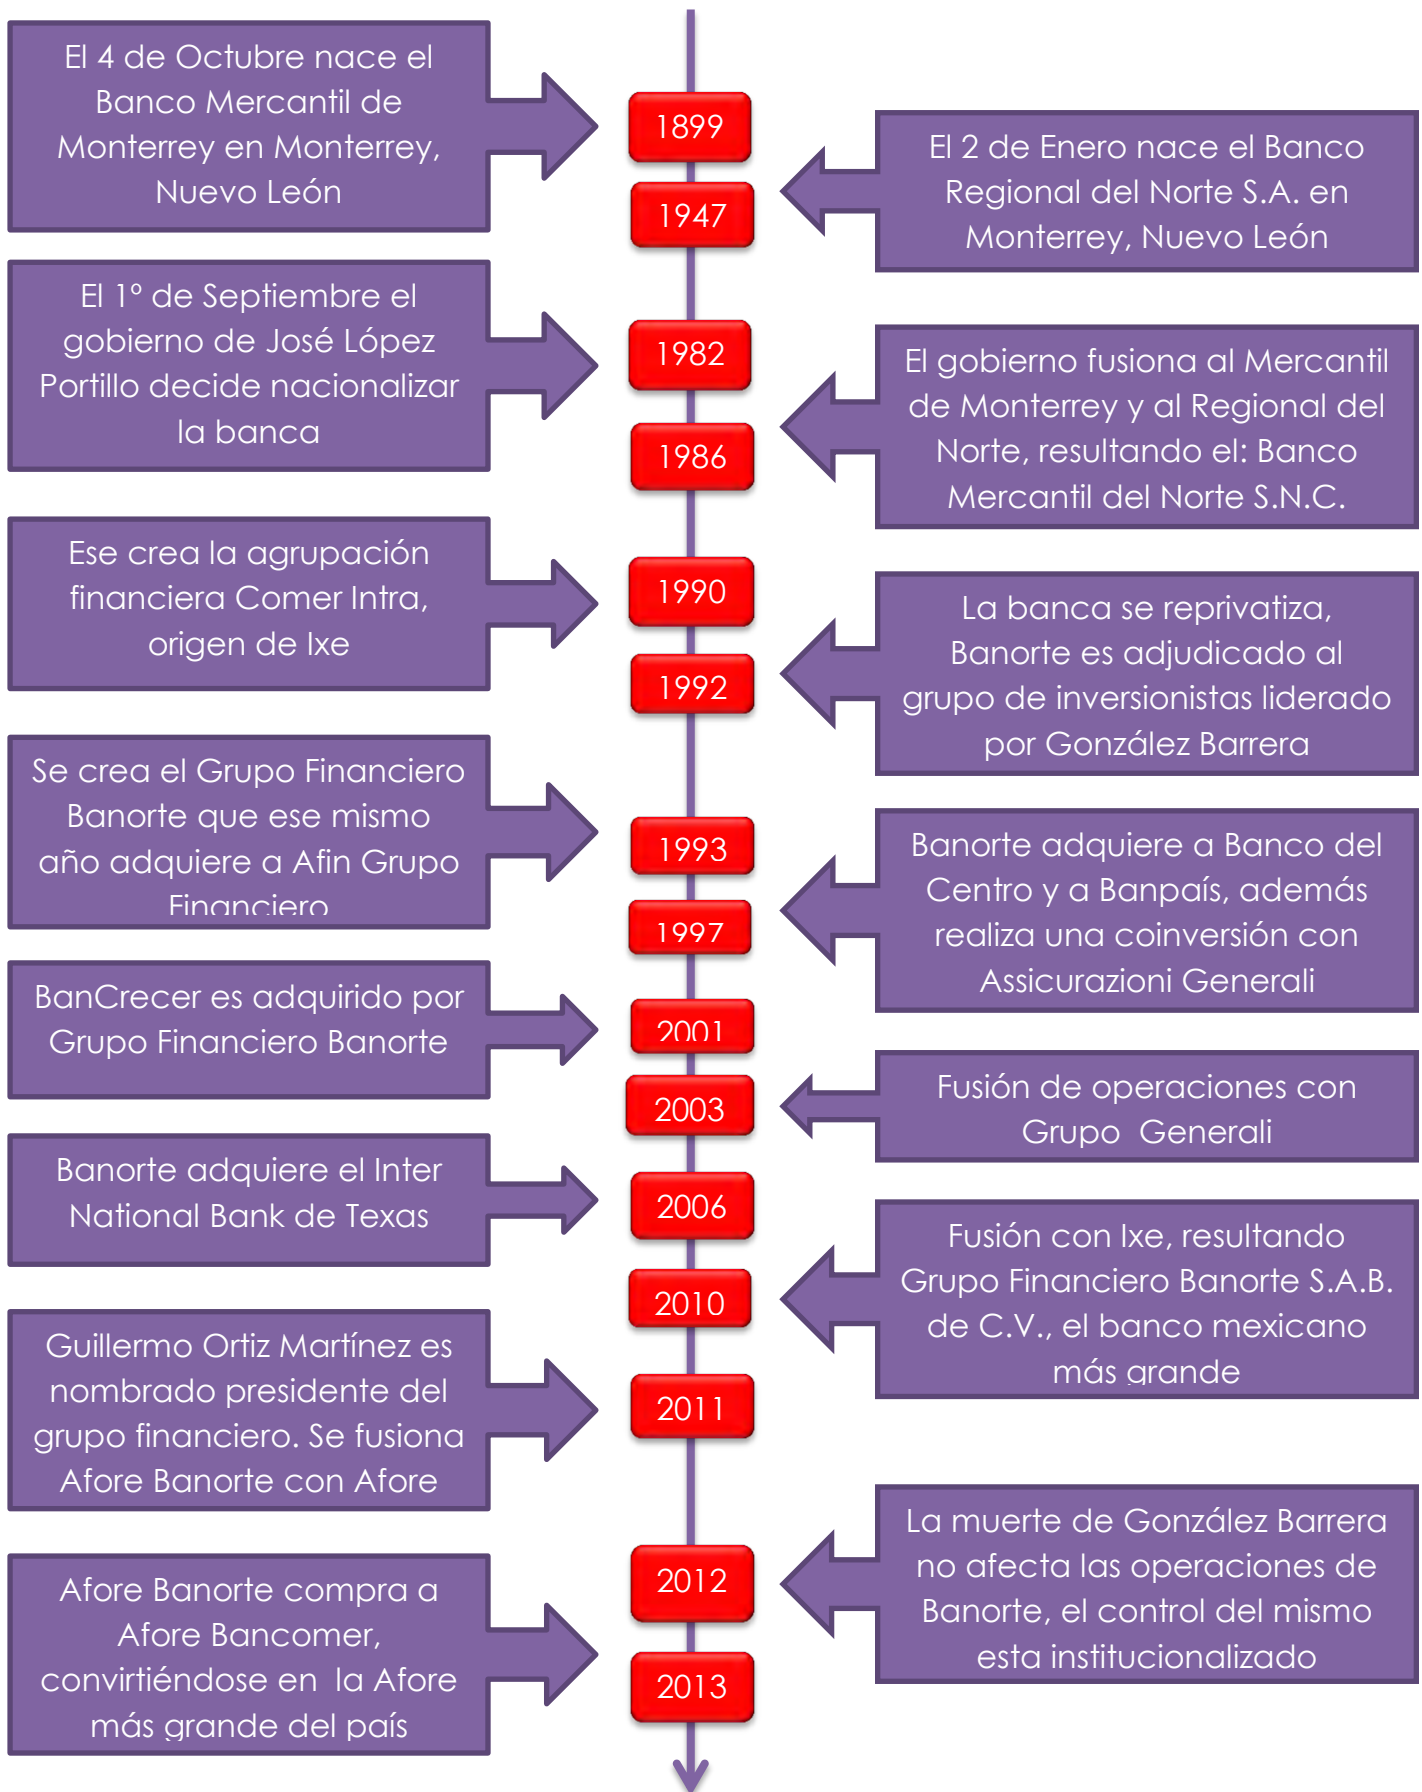 El 4 de Octubre nace el
Banco Mercantil de
Monterrey en Monterrey,
Nuevo León
1899
1947
El 2 de Enero nace el Banco
Regional del Norte S.A. en
Monterrey, Nuevo León
El 1º de Septiembre el
gobierno de José López
Portillo decide nacionalizar
la banca
1982
1986
El gobierno fusiona al Mercantil
de Monterrey y al Regional del
Norte, resultando el: Banco
Mercantil del Norte S.N.C.
Ese crea la agrupación
financiera Comer Intra,
origen de Ixe
1990
1992
La banca se reprivatiza,
Banorte es adjudicado al
grupo de inversionistas liderado
por González Barrera
Se crea el Grupo Financiero
Banorte que ese mismo
año adquiere a Afin Grupo
Financiero
1993
1997
Banorte adquiere a Banco del
Centro y a Banpaís, además
realiza una coinversión con
Assicurazioni Generali
BanCrecer es adquirido por
Grupo Financiero Banorte
2001
2003
Fusión de operaciones con
Grupo  Generali
Banorte adquiere el Inter
National Bank de Texas
2006
2010
Fusión con Ixe, resultando
Grupo Financiero Banorte S.A.B.
de C.V., el banco mexicano
más grande
Guillermo Ortiz Martínez es
nombrado presidente del
grupo financiero. Se fusiona
Afore Banorte con Afore
2011
2012
La muerte de González Barrera
no afecta las operaciones de
Banorte, el control del mismo
esta institucionalizado
Afore Banorte compra a
Afore Bancomer,
convirtiéndose en  la Afore
más grande del país
2013